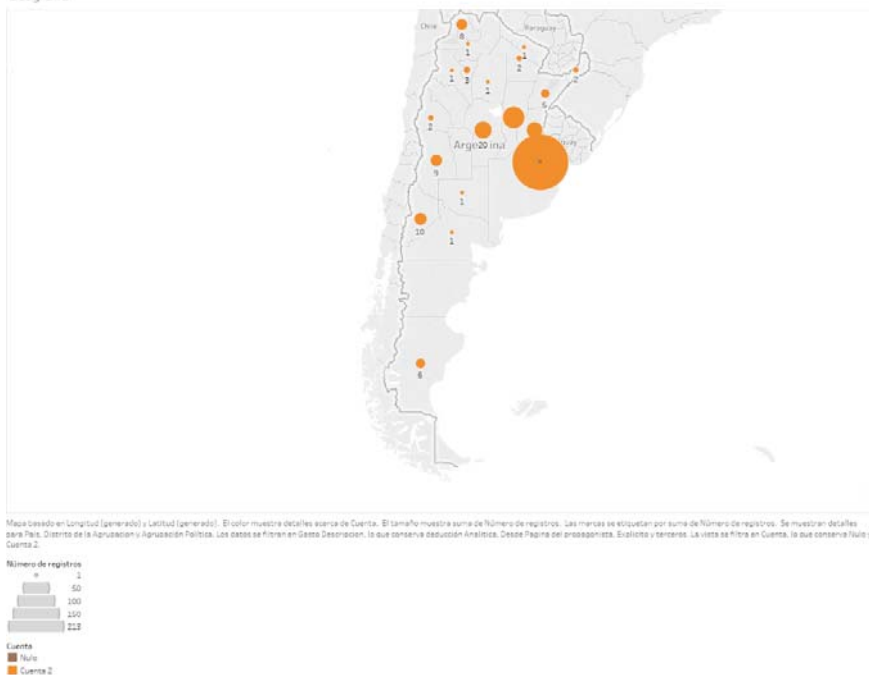 Chile
Paraguay
8
1
1
2
1
3
1
2
5
2
Argentina
20
9
1
10
1
6
Mapa basado en Longitud (generado) y Latitud (generado). El color muestra detalles acerca de Cuenta. El tamaño muestra suma de Número de registros. Las marcas se etiquetan por suma de Número de registros. Se muestran detalles
para País, Distrito de la Agrupacion y Agrupación Política. Los datos se filtran en Gasto Descripcion, lo que conserva deducción Analítica, Desde Pagina del propagonista, Explicito y terceros. La vista se filtra en Cuenta, lo que conserva Nulo y
Cuenta 2.
Número de registros
1
50
100
150
213
Cuenta
Nulo
Cuenta 2